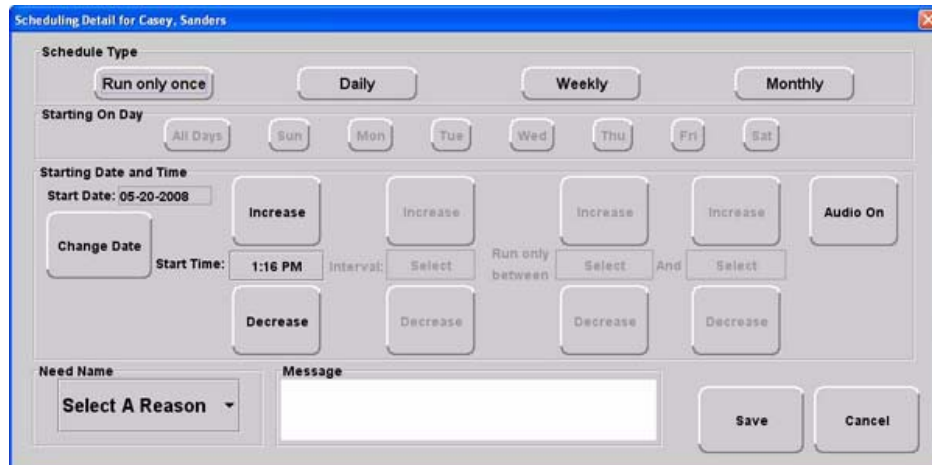 Scheduling Detail for Casey, Sanders
Schedule Type
Run only once Daily Weekly Monthly
Starting On Day
All Days Sun Mon Tue Wed Thu Fri Sat
Starting Date and Time
Start Date: 05-20-2008
Increase Increase Increase Increase Audio On
Change Date
Start Time: 1:16 PM Interval: Select Run only between Select And Select
Decrease Decrease Decrease Decrease
Need Name
Select A Reason
Message
Save Cancel